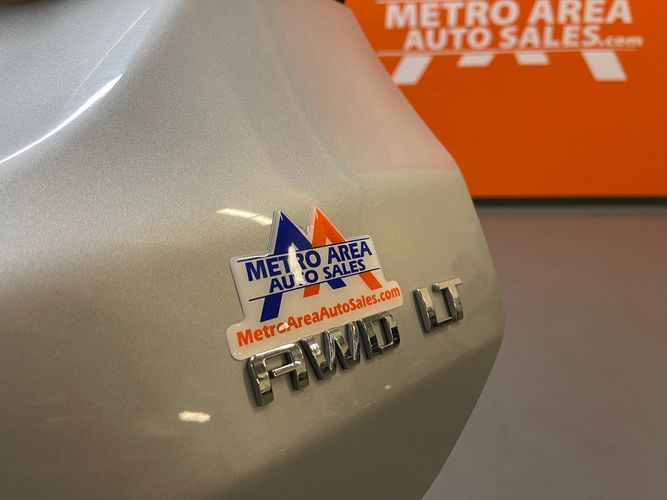 METRO AREA
AUTO SALES.com
METRO AREA
AUTO SALES
MetroAreaAutoSales.com
AWD LT